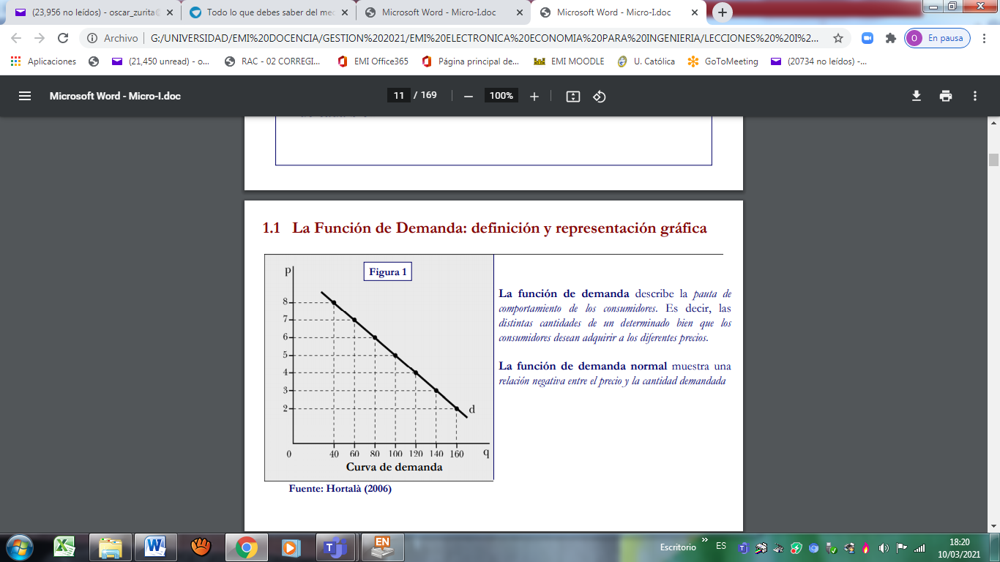 (23,956 no leídos) - oscar_zurita@
Todo lo que debes saber del mec
Microsoft Word - Micro-I.doc
Microsoft Word - Micro-I.doc
Archivo
G:/UNIVERSIDAD/EMI%20DOCENCIA/GESTION%202021/EMI%20ELECTRONICA%20ECONOMIA%20PARA%20INGENIERIA/LECCIONES%20%20I%2...
O En pausa
Aplicaciones
(21,450 unread) - o...
RAC - 02 CORREGI...
EMI Office365
Página principal de...
EMI MOODLE
U. Católica
GoToMeeting
(20734 no leídos) -...
Microsoft Word - Micro-I.doc
11 / 169
100%
1.1 La Función de Demanda: definición y representación gráfica
Figura 1
p
8
7
6
5
4
3
2
d
0 40 60 80 100 120 140 160 q
Curva de demanda
Fuente: Hortalà (2006)
La función de demanda describe la pauta de
comportamiento de los consumidores. Es decir, las
distintas cantidades de un determinado bien que los
consumidores desean adquirir a los diferentes precios.
La función de demanda normal muestra una
relación negativa entre el precio y la cantidad demandada
EN
Escritorio
ES
18:20
10/03/2021